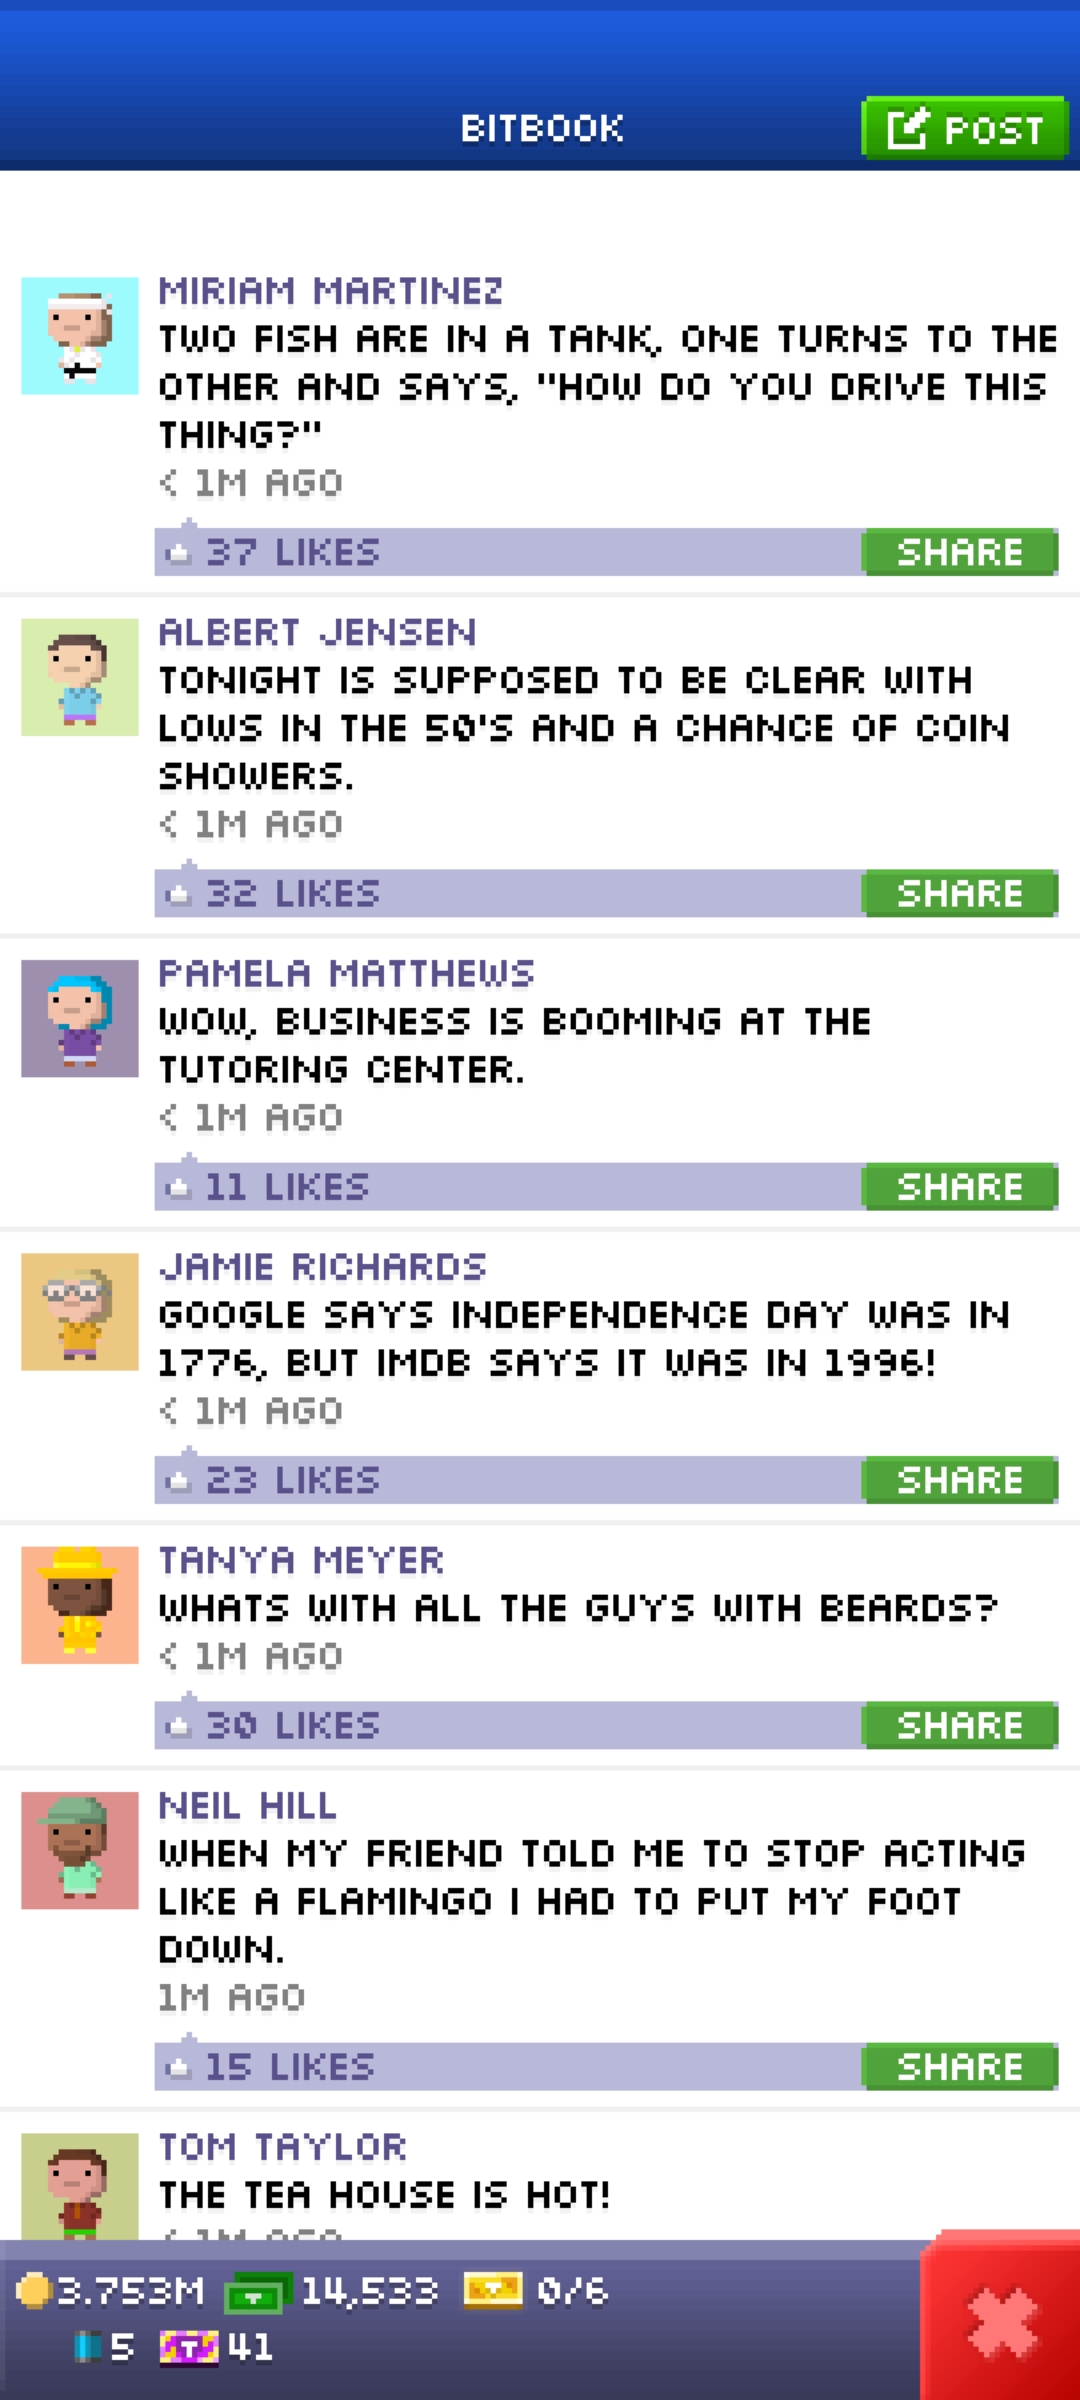 BITBOOK
POST
MIRIAM MARTINEZ
TWO FISH ARE IN A TANK, ONE TURNS TO THE
OTHER AND SAYS, "HOW DO YOU DRIVE THIS
THING?"
< 1M AGO
37 LIKES
SHARE
ALBERT JENSEN
TONIGHT IS SUPPOSED TO BE CLEAR WITH
LOWS IN THE 50'S AND A CHANCE OF COIN
SHOWERS.
< 1M AGO
32 LIKES
SHARE
PAMELA MATTHEWS
WOW, BUSINESS IS BOOMING AT THE
TUTORING CENTER.
< 1M AGO
11 LIKES
SHARE
JAMIE RICHARDS
GOOGLE SAYS INDEPENDENCE DAY WAS IN
1776, BUT IMDB SAYS IT WAS IN 1996!
< 1M AGO
23 LIKES
SHARE
TANYA MEYER
WHATS WITH ALL THE GUYS WITH BEARDS?
< 1M AGO
30 LIKES
SHARE
NEIL HILL
WHEN MY FRIEND TOLD ME TO STOP ACTING
LIKE A FLAMINGO I HAD TO PUT MY FOOT
DOWN.
1M AGO
15 LIKES
SHARE
TOM TAYLOR
THE TEA HOUSE IS HOT!
< 1M AGO
3.753M 14,533 0/6
5 T 41